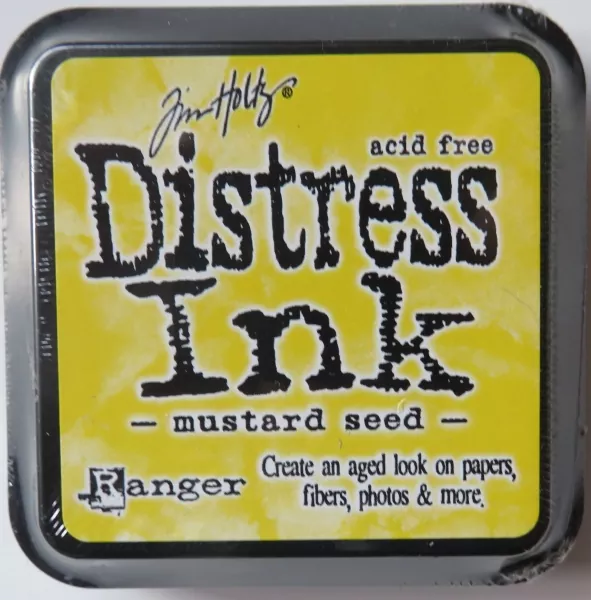 Tim Holtz®
acid free
Distress
Ink
– mustard seed –
Ranger
Create an aged look on papers,
fibers, photos & more.